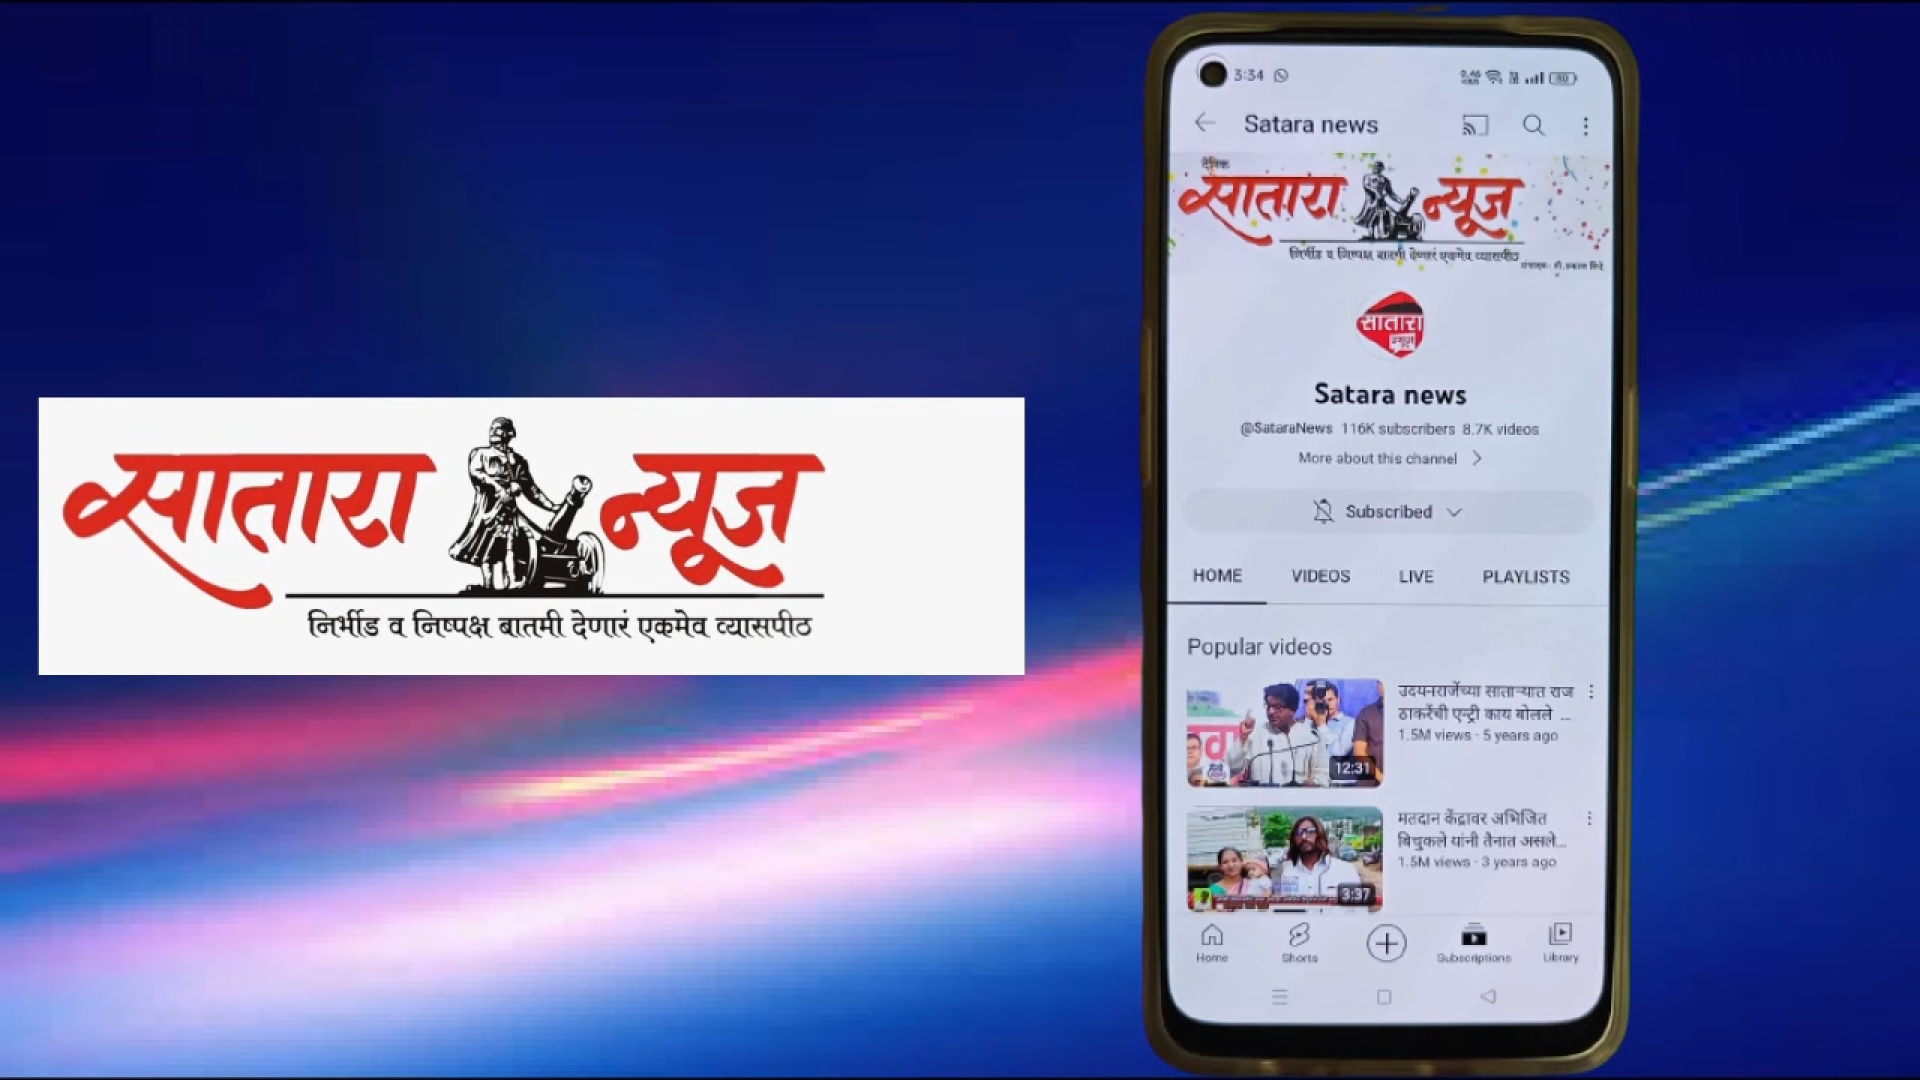 सातारा न्यूज
निर्भीड व निष्पक्ष बातमी देणारं एकमेव व्यासपीठ
3:34
80
Satara news
दैनिक
सातारा न्यूज
निर्भीड व निष्पक्ष बातमी देणारं एकमेव व्यासपीठ
सातारा
न्यूज
Satara news
@SataraNews 116K subscribers 8.7K videos
More about this channel
Subscribed
HOME VIDEOS LIVE PLAYLISTS
Popular videos
उदयनराजेंच्या साताऱ्यात राज
ठाकरेंची एन्ट्री काय बोलले ...
1.5M views · 5 years ago
12:31
मतदान केंद्रावर अभिजित
बिचुकले यांनी तैनात असले...
1.5M views · 3 years ago
3:37
Home Shorts Subscriptions Library